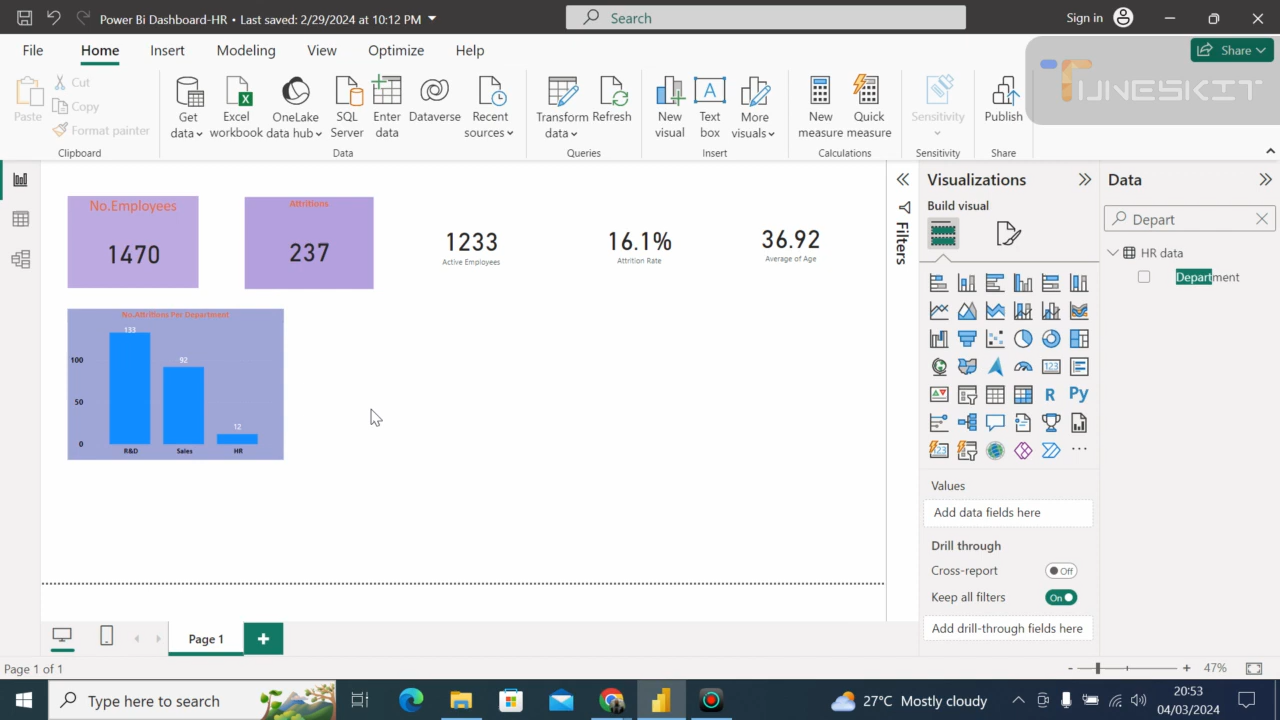 Power Bi Dashboard-HR • Last saved: 2/29/2024 at 10:12 PM
Search
Sign in
File
Home
Insert
Modeling
View
Optimize
Help
Share
TUNESKIT
Paste
Cut
Copy
Format painter
Clipboard
Get data
Excel workbook
OneLake data hub
SQL Server
Enter data
Dataverse
Recent sources
Data
Transform data
Refresh
Queries
New visual
Text box
More visuals
Insert
New measure
Quick measure
Calculations
Sensitivity
Sensitivity
Publish
Share
No.Employees
1470
Attritions
237
1233
Active Employees
16.1%
Attrition Rate
36.92
Average of Age
No.Attritions Per Department
133
92
12
100
50
0
R&D
Sales
HR
Filters
Visualizations
Build visual
123
R
Py
123
Values
Add data fields here
Drill through
Cross-report
Off
Keep all filters
On
Add drill-through fields here
Data
Depart
HR data
Department
Page 1
Page 1 of 1
47%
Type here to search
27°C Mostly cloudy
20:53
04/03/2024